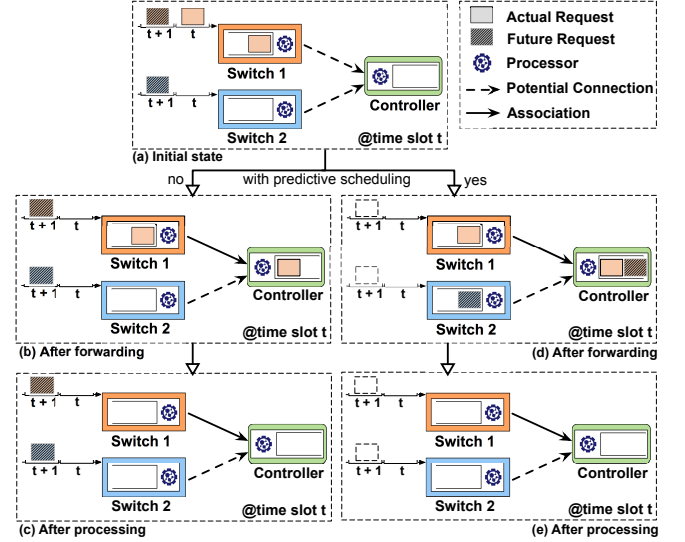 t + 1 t
Switch 1
t + 1 t
Switch 2
Controller
@time slot t
(a) Initial state
Actual Request
Future Request
Processor
Potential Connection
Association
no with predictive scheduling yes
t + 1 t
Switch 1
t + 1 t
Switch 2
Controller
@time slot t
(b) After forwarding
t + 1 t
Switch 1
t + 1 t
Switch 2
Controller
@time slot t
(d) After forwarding
t + 1 t
Switch 1
t + 1 t
Switch 2
Controller
@time slot t
(c) After processing
t + 1 t
Switch 1
t + 1 t
Switch 2
Controller
@time slot t
(e) After processing